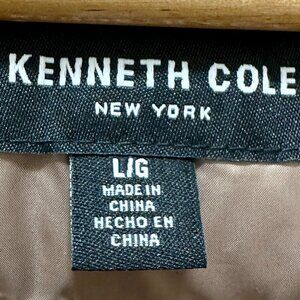 KENNETH COLE
NEW YORK
L/G
MADE IN
CHINA
HECHO EN
CHINA